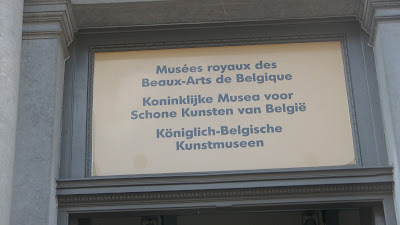 Musées royaux des
Beaux-Arts de Belgique
Koninklijke Musea voor
Schone Kunsten van België
Königlich-Belgische
Kunstmuseen